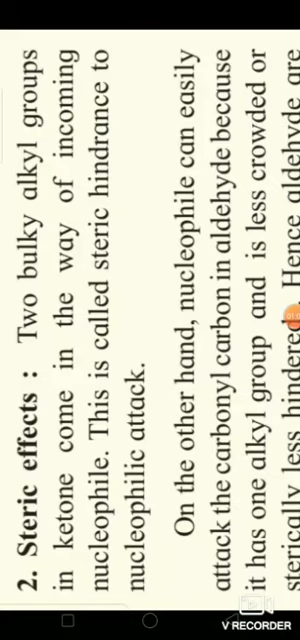 2. Steric effects : Two bulky alkyl groups
in ketone come in the way of incoming
nucleophile. This is called steric hindrance to
nucleophilic attack.
On the other hand, nucleophile can easily
attack the carbonyl carbon in aldehyde because
it has one alkyl group and is less crowded or
sterically less hindered. Hence aldehyde are
V RECORDER